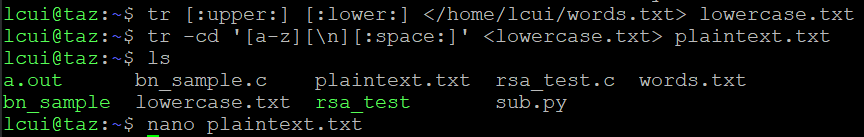 lcui@taz:~$ tr [:upper:] [:lower:] </home/lcui/words.txt> lowercase.txt
lcui@taz:~$ tr -cd '[a-z][\n][:space:]' <lowercase.txt> plaintext.txt
lcui@taz:~$ ls
a.out bn_sample.c plaintext.txt rsa_test.c words.txt
bn_sample lowercase.txt rsa_test sub.py
lcui@taz:~$ nano plaintext.txt